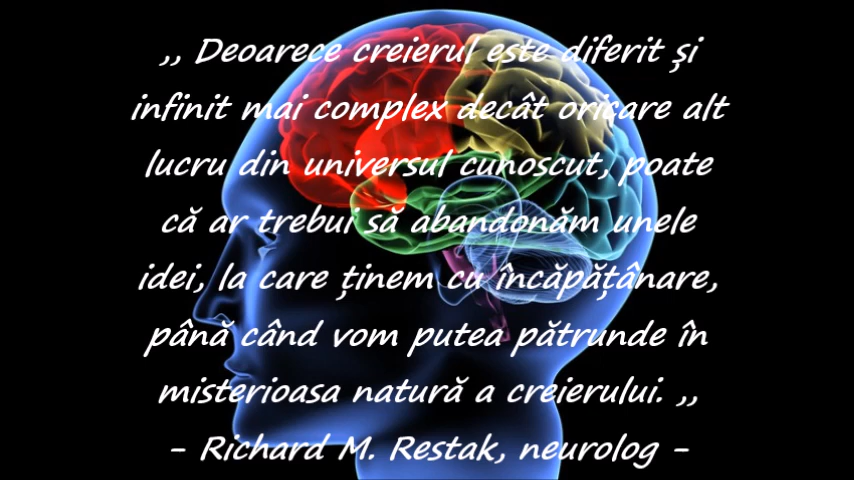 ,, Deoarece creierul este diferit și
infinit mai complex decât oricare alt
lucru din universul cunoscut, poate
că ar trebui să abandonăm unele
idei, la care ținem cu încăpățânare,
până când vom putea pătrunde în
misterioasa natură a creierului. ,,
- Richard M. Restak, neurolog -